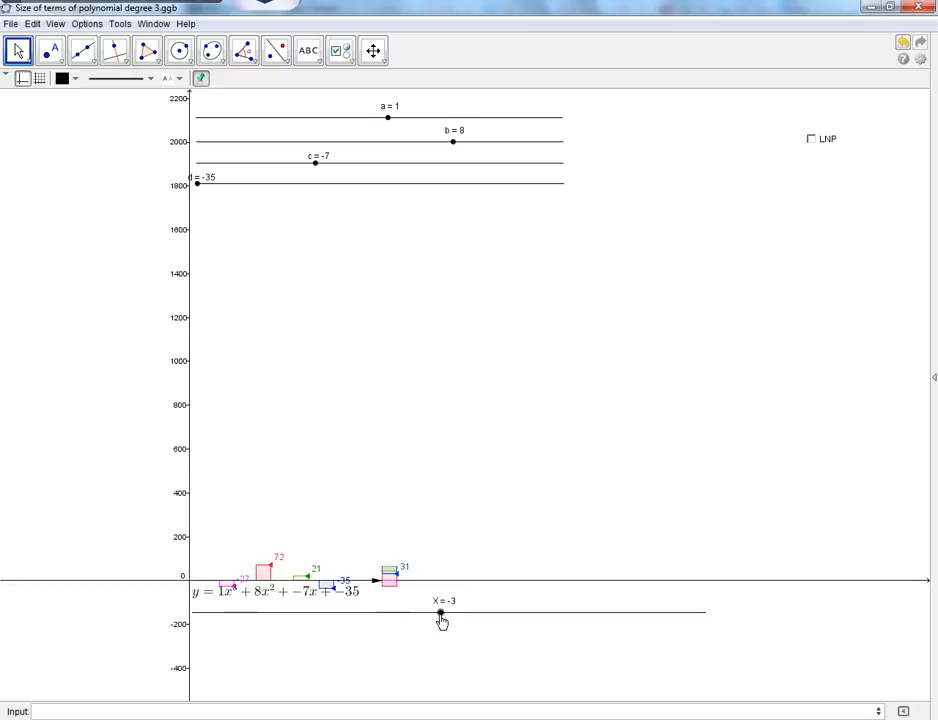 Size of terms of polynomial degree 3.ggb
File Edit View Options Tools Window Help
ABC
AA
2200
a = 1
b = 8
2000
LNP
c = -7
d = -35
1800
1600
1400
1200
1000
800
600
400
200
72
21
31
0
-27
-35
y = 1x³ + 8x² + −7x + −35
X = -3
-200
-400
Input: